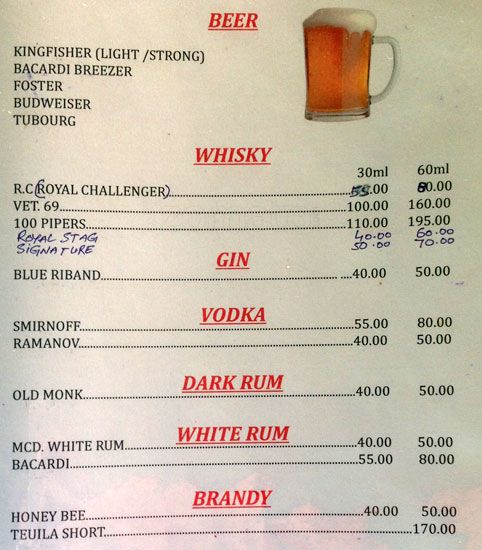 BEER
KINGFISHER (LIGHT /STRONG)
BACARDI BREEZER
FOSTER
BUDWEISER
TUBOURG
WHISKY
30ml 60ml
R.C(ROYAL CHALLENGER)..........55.00 80.00
VET. 69..........100.00 160.00
100 PIPERS..........110.00 195.00
ROYAL STAG 40.00 60.00
SIGNATURE 50.00 70.00
GIN
BLUE RIBAND..........40.00 50.00
VODKA
SMIRNOFF..........55.00 80.00
RAMANOV..........40.00 50.00
DARK RUM
OLD MONK..........40.00 50.00
WHITE RUM
MCD. WHITE RUM..........40.00 50.00
BACARDI..........55.00 80.00
BRANDY
HONEY BEE..........40.00 50.00
TEUILA SHORT..........170.00